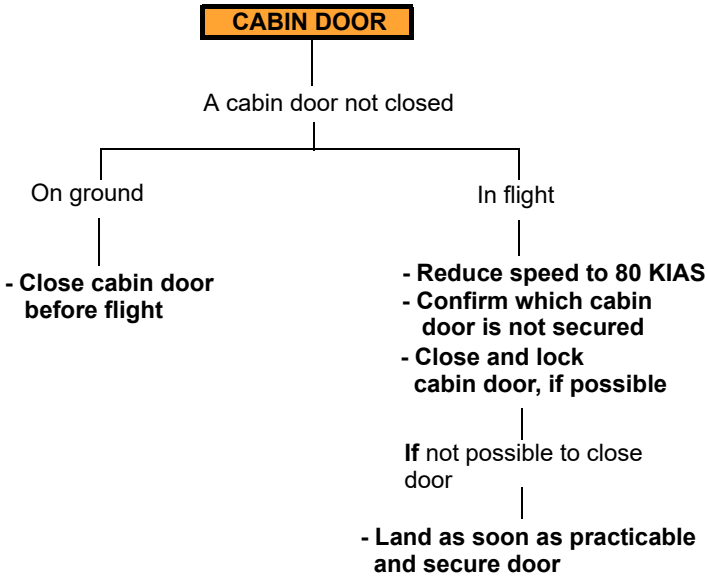 CABIN DOOR
A cabin door not closed
On ground
- Close cabin door
before flight
In flight
- Reduce speed to 80 KIAS
- Confirm which cabin
door is not secured
- Close and lock
cabin door, if possible
If not possible to close
door
- Land as soon as practicable
and secure door